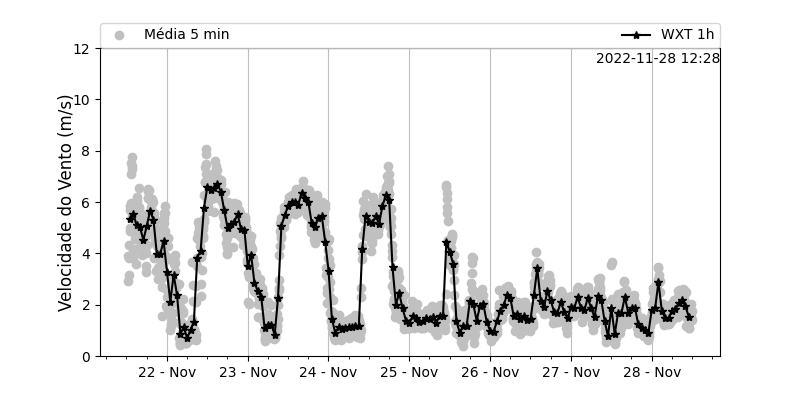 Média 5 min
WXT 1h
2022-11-28 12:28
Velocidade do Vento (m/s)
12
10
8
6
4
2
0
22 - Nov
23 - Nov
24 - Nov
25 - Nov
26 - Nov
27 - Nov
28 - Nov